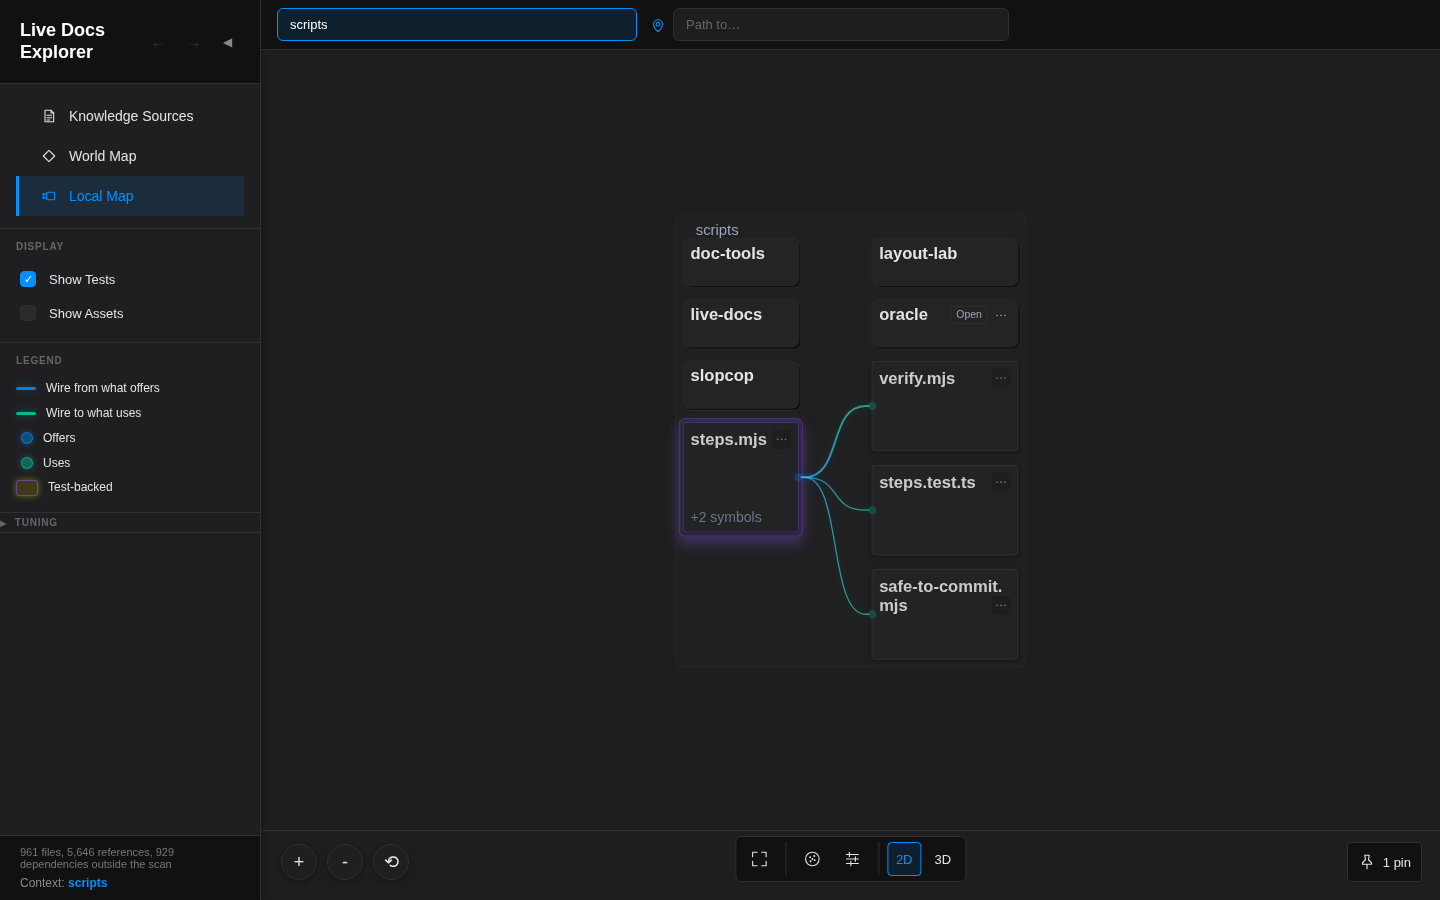 Live Docs
Explorer
← → ◀
Knowledge Sources
World Map
Local Map
DISPLAY
✓ Show Tests
Show Assets
LEGEND
Wire from what offers
Wire to what uses
Offers
Uses
Test-backed
▶ TUNING
961 files, 5,646 references, 929
dependencies outside the scan
Context: scripts
scripts
Path to…
scripts
doc-tools
layout-lab
live-docs
oracle Open ···
slopcop
verify.mjs ···
steps.mjs ···
+2 symbols
steps.test.ts ···
safe-to-commit.
mjs ···
+ - ⟲
2D 3D
1 pin